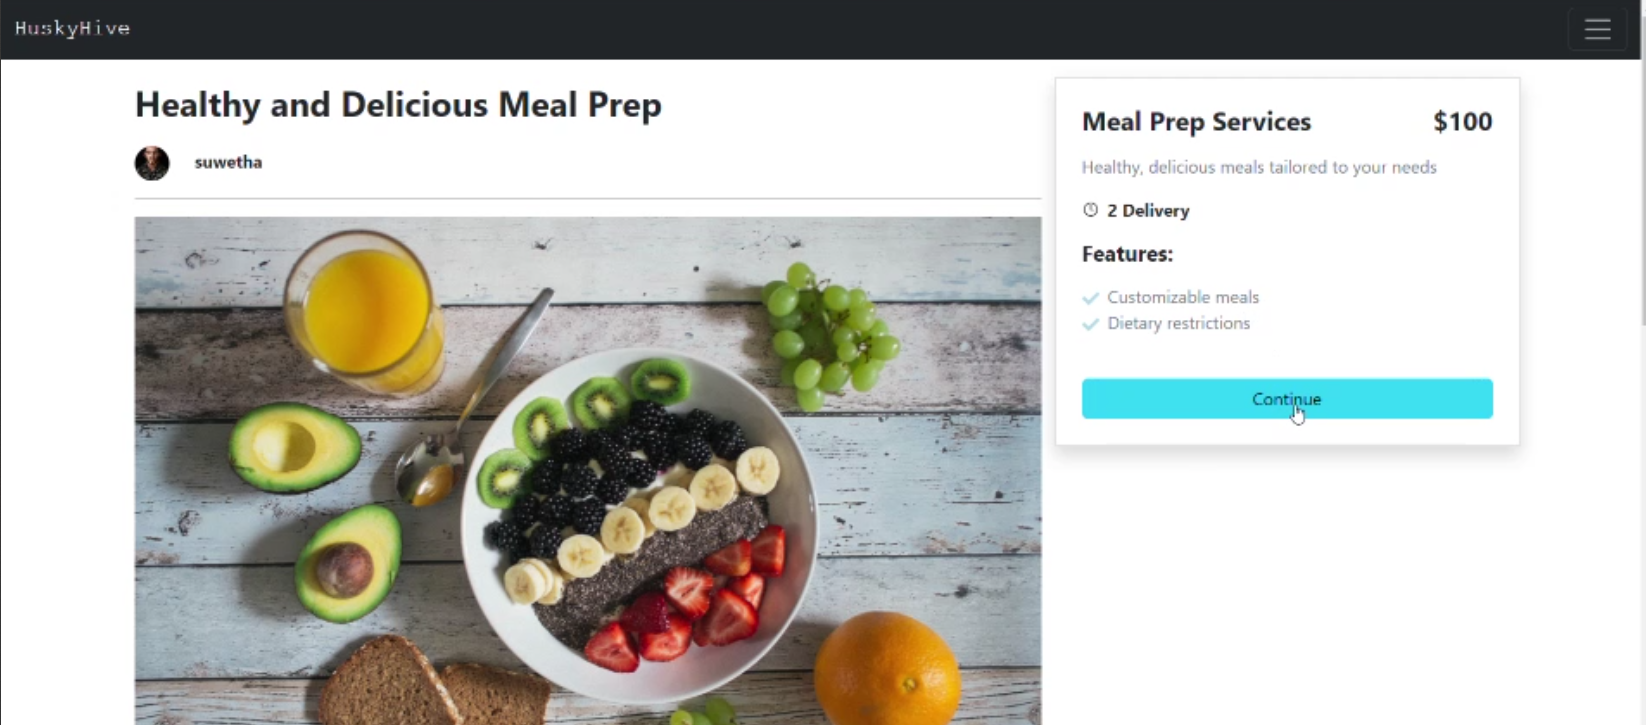 HuskyHive
Healthy and Delicious Meal Prep
suwetha
Meal Prep Services $100
Healthy, delicious meals tailored to your needs
2 Delivery
Features:
Customizable meals
Dietary restrictions
Continue